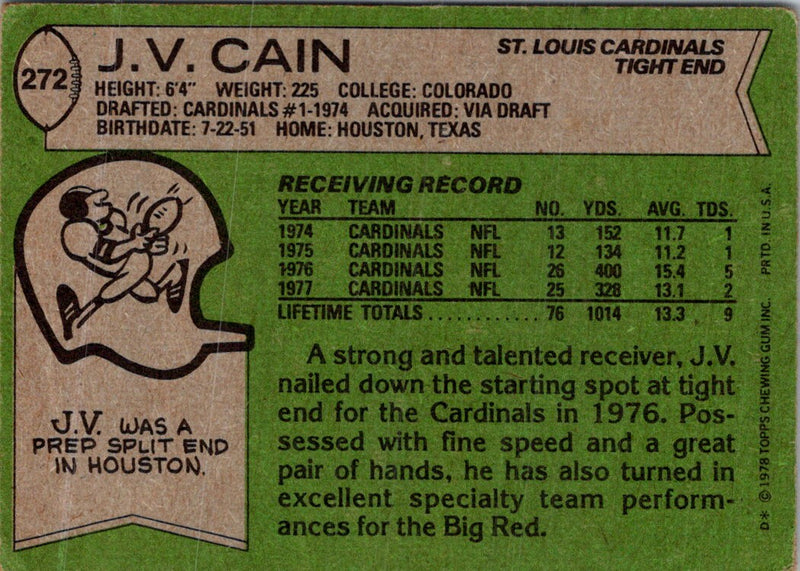 272
J.V. CAIN
ST. LOUIS CARDINALS
TIGHT END
HEIGHT: 6'4" WEIGHT: 225 COLLEGE: COLORADO
DRAFTED: CARDINALS #1-1974 ACQUIRED: VIA DRAFT
BIRTHDATE: 7-22-51 HOME: HOUSTON, TEXAS
RECEIVING RECORD
YEAR TEAM NO. YDS. AVG. TDS.
1974 CARDINALS NFL 13 152 11.7 1
1975 CARDINALS NFL 12 134 11.2 1
1976 CARDINALS NFL 26 400 15.4 5
1977 CARDINALS NFL 25 328 13.1 2
LIFETIME TOTALS............ 76 1014 13.3 9
A strong and talented receiver, J.V.
nailed down the starting spot at tight
end for the Cardinals in 1976. Pos-
sessed with fine speed and a great
pair of hands, he has also turned in
excellent specialty team perform-
ances for the Big Red.
J.V. WAS A
PREP SPLIT END
IN HOUSTON.
D* © 1978 TOPPS CHEWING GUM INC. PRTD. IN U.S.A.